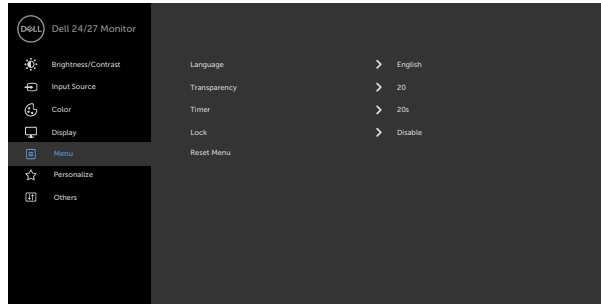 DELL Dell 24/27 Monitor
Brightness/Contrast Language English
Input Source Transparency 20
Color Timer 20s
Display Lock Disable
Menu Reset Menu
Personalize
Others